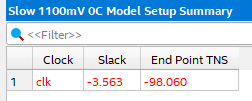 Slow 1100mV 0C Model Setup Summary
<<Filter>>
Clock Slack End Point TNS
1 clk -3.563 -98.060